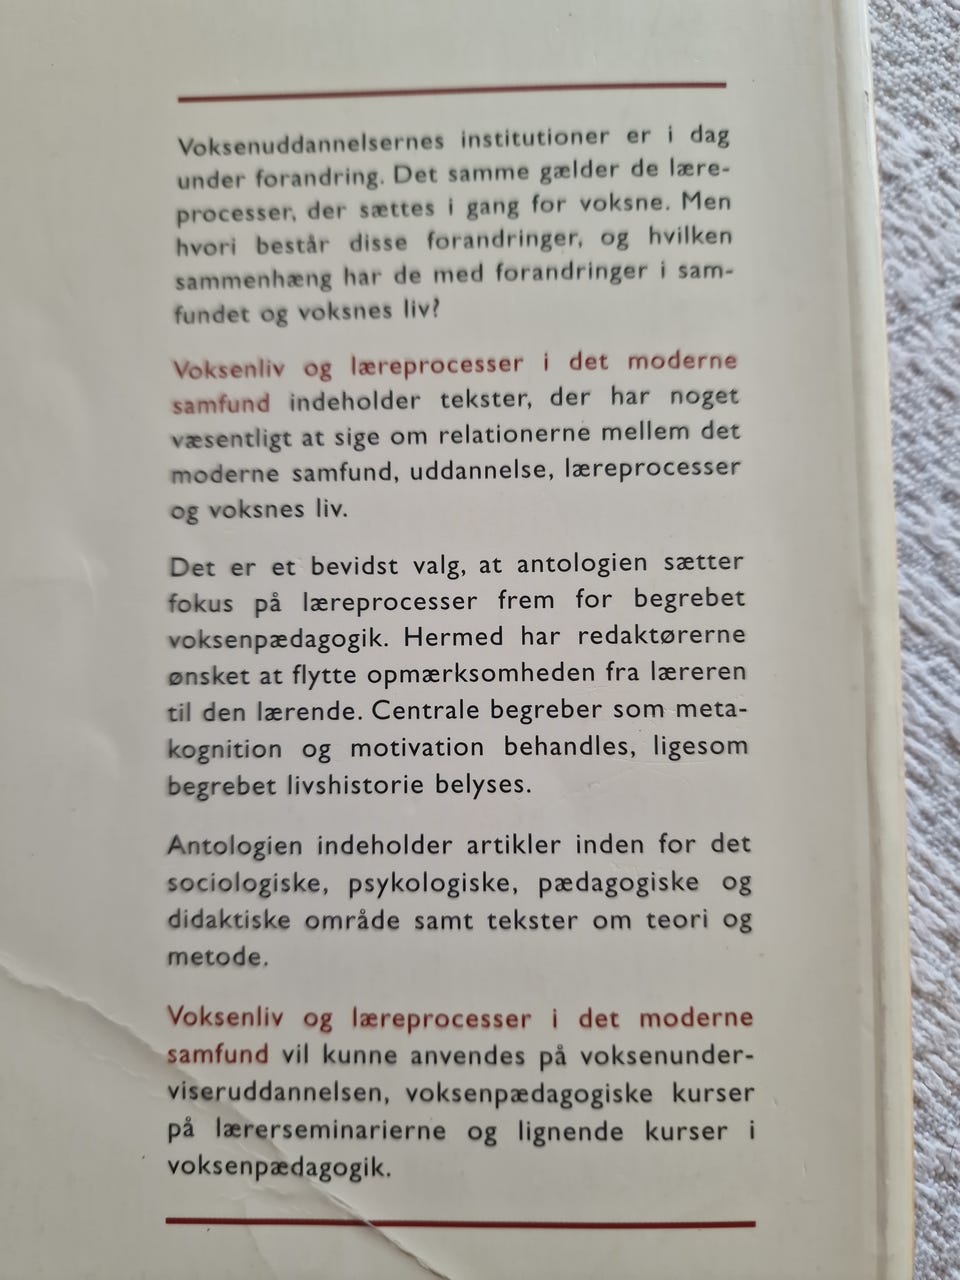 Voksenuddannelsernes institutioner er i dag
under forandring. Det samme gælder de lære-
processer, der sættes i gang for voksne. Men
hvori består disse forandringer, og hvilken
sammenhæng har de med forandringer i sam-
fundet og voksnes liv?
Voksenliv og læreprocesser i det moderne
samfund indeholder tekster, der har noget
væsentligt at sige om relationerne mellem det
moderne samfund, uddannelse, læreprocesser
og voksnes liv.
Det er et bevidst valg, at antologien sætter
fokus på læreprocesser frem for begrebet
voksenpædagogik. Hermed har redaktørerne
ønsket at flytte opmærksomheden fra læreren
til den lærende. Centrale begreber som meta-
kognition og motivation behandles, ligesom
begrebet livshistorie belyses.
Antologien indeholder artikler inden for det
sociologiske, psykologiske, pædagogiske og
didaktiske område samt tekster om teori og
metode.
Voksenliv og læreprocesser i det moderne
samfund vil kunne anvendes på voksenunder-
viseruddannelsen, voksenpædagogiske kurser
på lærerseminarierne og lignende kurser i
voksenpædagogik.